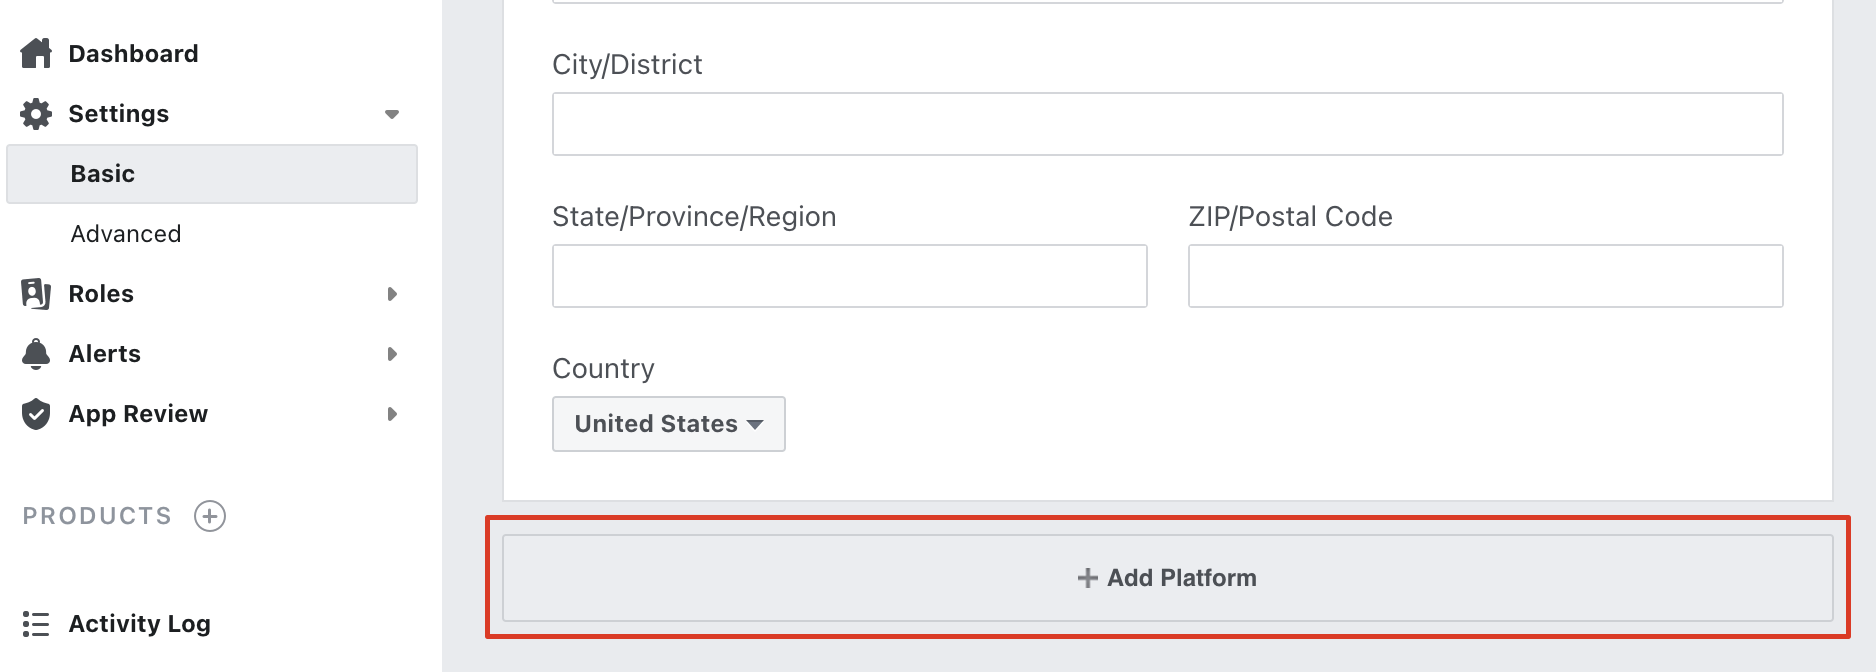 Dashboard
Settings
Basic
Advanced
Roles
Alerts
App Review
PRODUCTS
Activity Log
City/District
State/Province/Region
ZIP/Postal Code
Country
United States
+ Add Platform